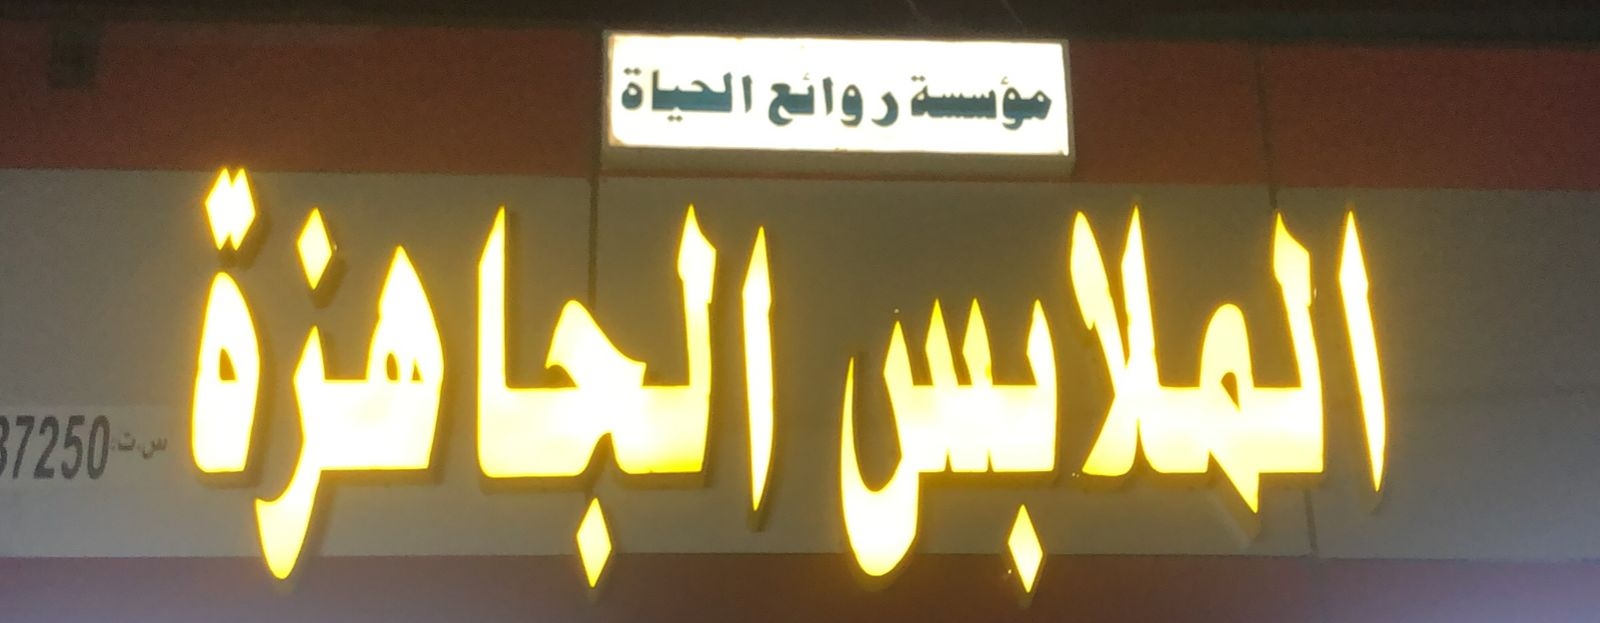 مؤسسة روائع الحياة
الملابس الجاهزة
س.ت: